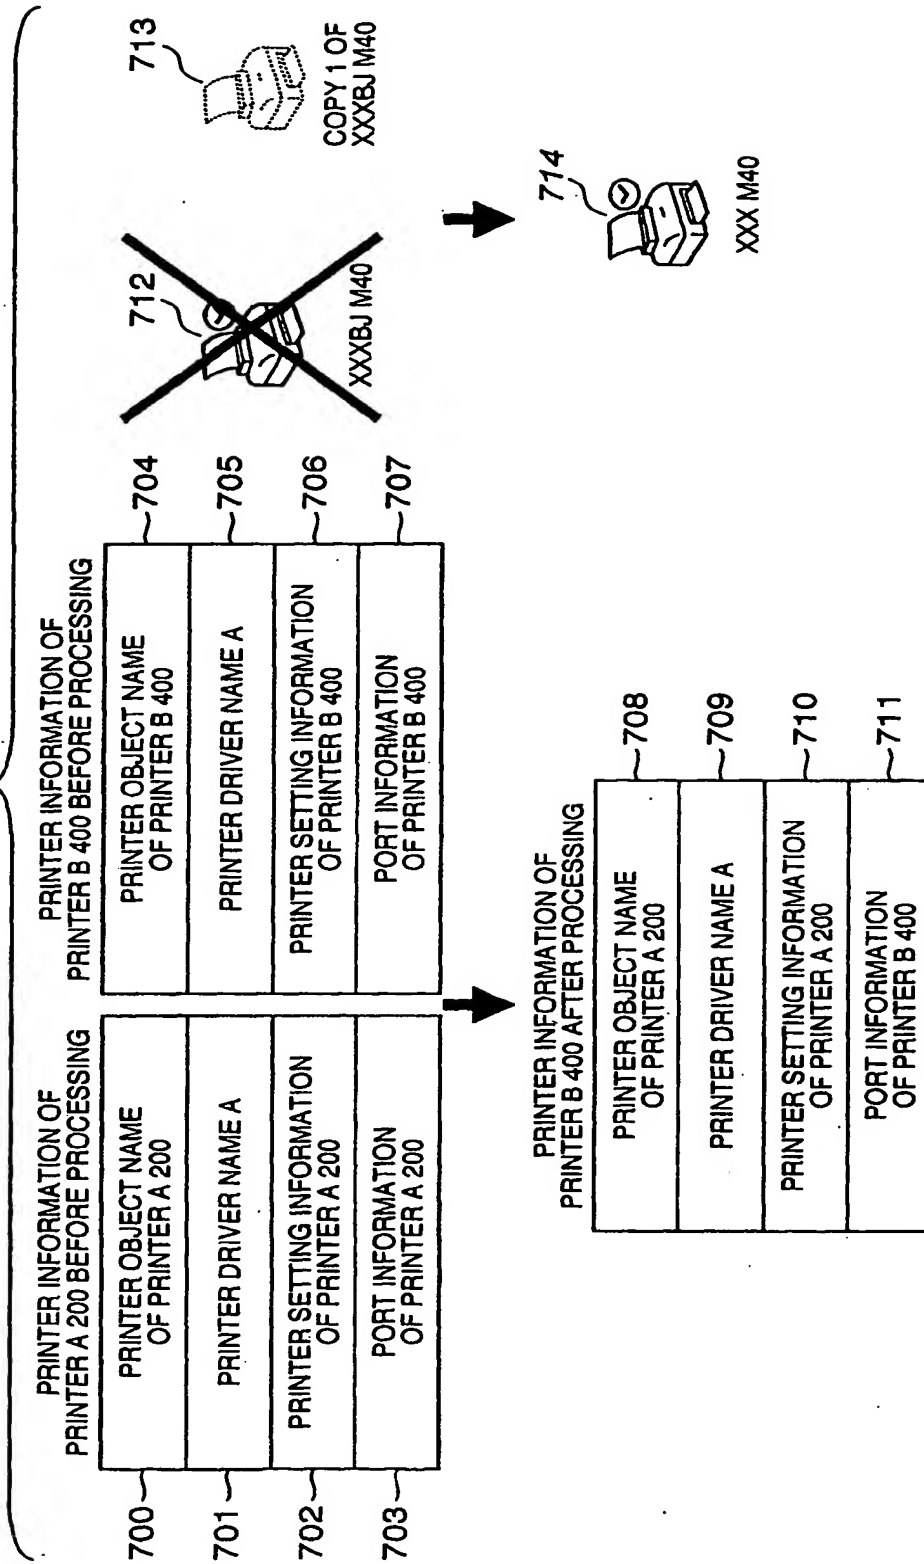 PRINTER INFORMATION OF
PRINTER A 200 BEFORE PROCESSING
700
PRINTER OBJECT NAME
OF PRINTER A 200
701
PRINTER DRIVER NAME A
702
PRINTER SETTING INFORMATION
OF PRINTER A 200
703
PORT INFORMATION
OF PRINTER A 200
PRINTER INFORMATION OF
PRINTER B 400 BEFORE PROCESSING
PRINTER OBJECT NAME
OF PRINTER B 400
704
PRINTER DRIVER NAME A
705
PRINTER SETTING INFORMATION
OF PRINTER B 400
706
PORT INFORMATION
OF PRINTER B 400
707
712
XXXBJ M40
713
COPY 1 OF
XXXBJ M40
PRINTER INFORMATION OF
PRINTER B 400 AFTER PROCESSING
PRINTER OBJECT NAME
OF PRINTER A 200
708
PRINTER DRIVER NAME A
709
PRINTER SETTING INFORMATION
OF PRINTER A 200
710
PORT INFORMATION
OF PRINTER B 400
711
714
XXX M40